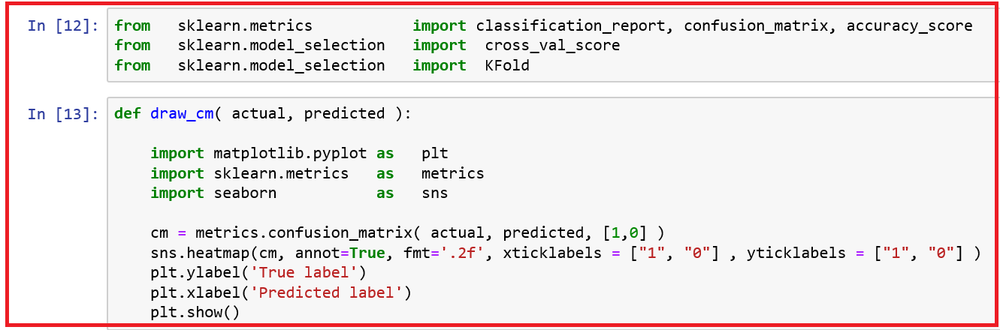 In [12]: from   sklearn.metrics           import classification_report, confusion_matrix, accuracy_score
from   sklearn.model_selection   import  cross_val_score
from   sklearn.model_selection   import  KFold
In [13]: def draw_cm( actual, predicted ):
    import matplotlib.pyplot as   plt
    import sklearn.metrics   as   metrics
    import seaborn           as   sns
    cm = metrics.confusion_matrix( actual, predicted, [1,0] )
    sns.heatmap(cm, annot=True, fmt='.2f', xticklabels = ["1", "0"] , yticklabels = ["1", "0"] )
    plt.ylabel('True label')
    plt.xlabel('Predicted label')
    plt.show()